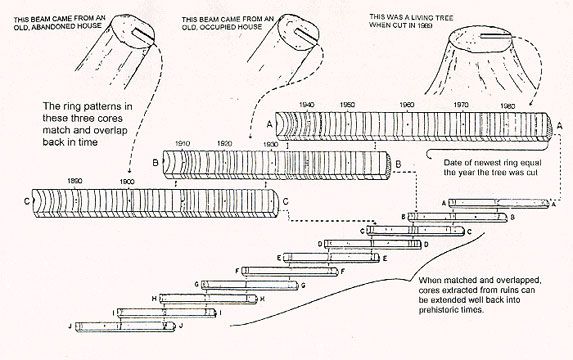 THIS BEAM CAME FROM AN
OLD, ABANDONED HOUSE
THIS BEAM CAME FROM AN
OLD, OCCUPIED HOUSE
THIS WAS A LIVING TREE
WHEN CUT IN 1989
The ring patterns in
these three cores
match and overlap
back in time
1940 1950 1960 1970 1980
A A
1910 1920 1930
B B
Date of newest ring equal
the year the tree was cut
1890 1900
C C
A A
B B
C C
D D
E E
F F
G G
H H
I I
J J
When matched and overlapped,
cores extracted from ruins can
be extended well back into
prehistoric times.